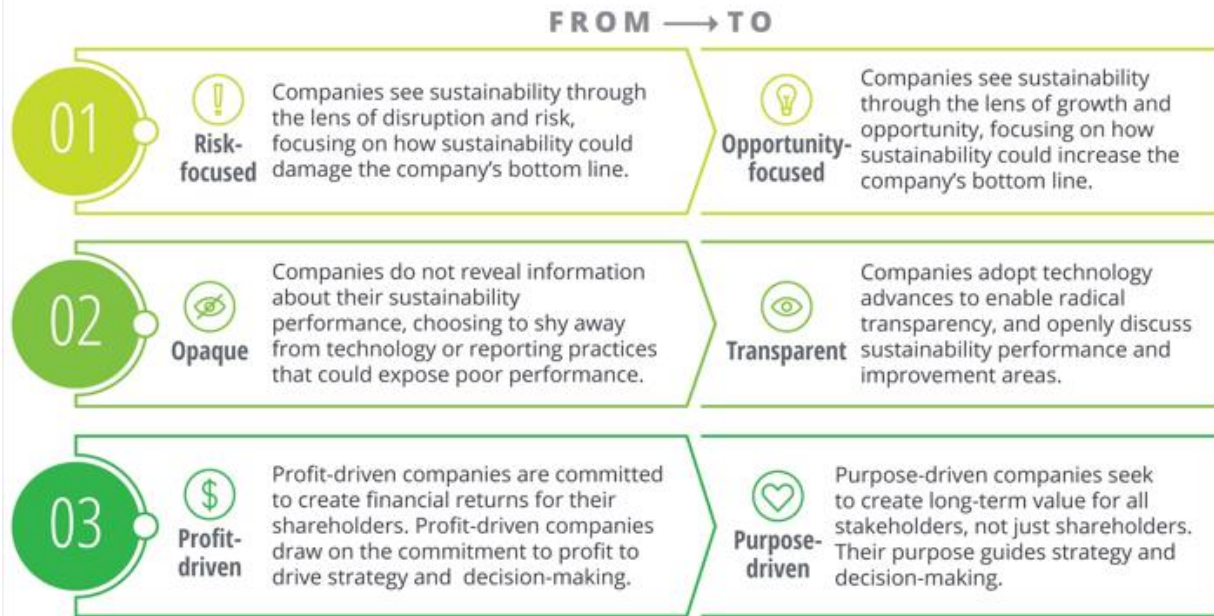 FROM → TO
01
Risk-
focused
Companies see sustainability through
the lens of disruption and risk,
focusing on how sustainability could
damage the company’s bottom line.
Opportunity-
focused
Companies see sustainability
through the lens of growth and
opportunity, focusing on how
sustainability could increase the
company’s bottom line.
02
Opaque
Companies do not reveal information
about their sustainability
performance, choosing to shy away
from technology or reporting practices
that could expose poor performance.
Transparent
Companies adopt technology
advances to enable radical
transparency, and openly discuss
sustainability performance and
improvement areas.
03
$
Profit-
driven
Profit-driven companies are committed
to create financial returns for their
shareholders. Profit-driven companies
draw on the commitment to profit to
drive strategy and decision-making.
Purpose-
driven
Purpose-driven companies seek
to create long-term value for all
stakeholders, not just shareholders.
Their purpose guides strategy and
decision-making.